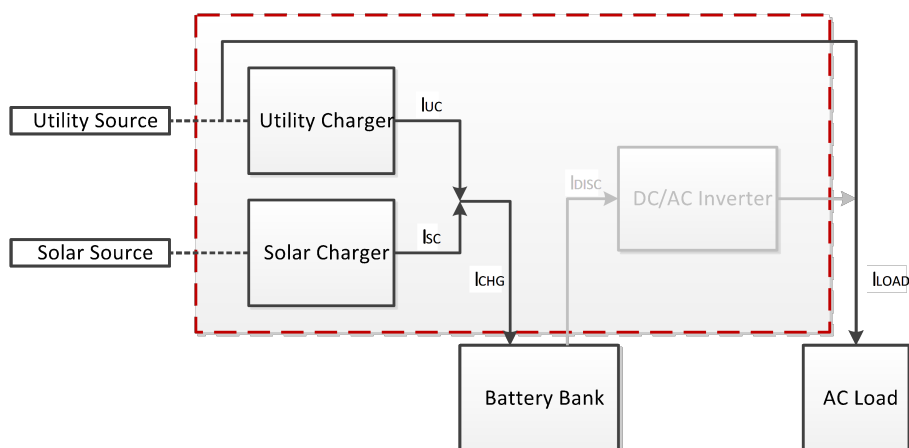 IUC
Utility Source
Utility Charger
IDISC
DC/AC Inverter
ISC
Solar Source
Solar Charger
ICHG
ILOAD
Battery Bank
AC Load